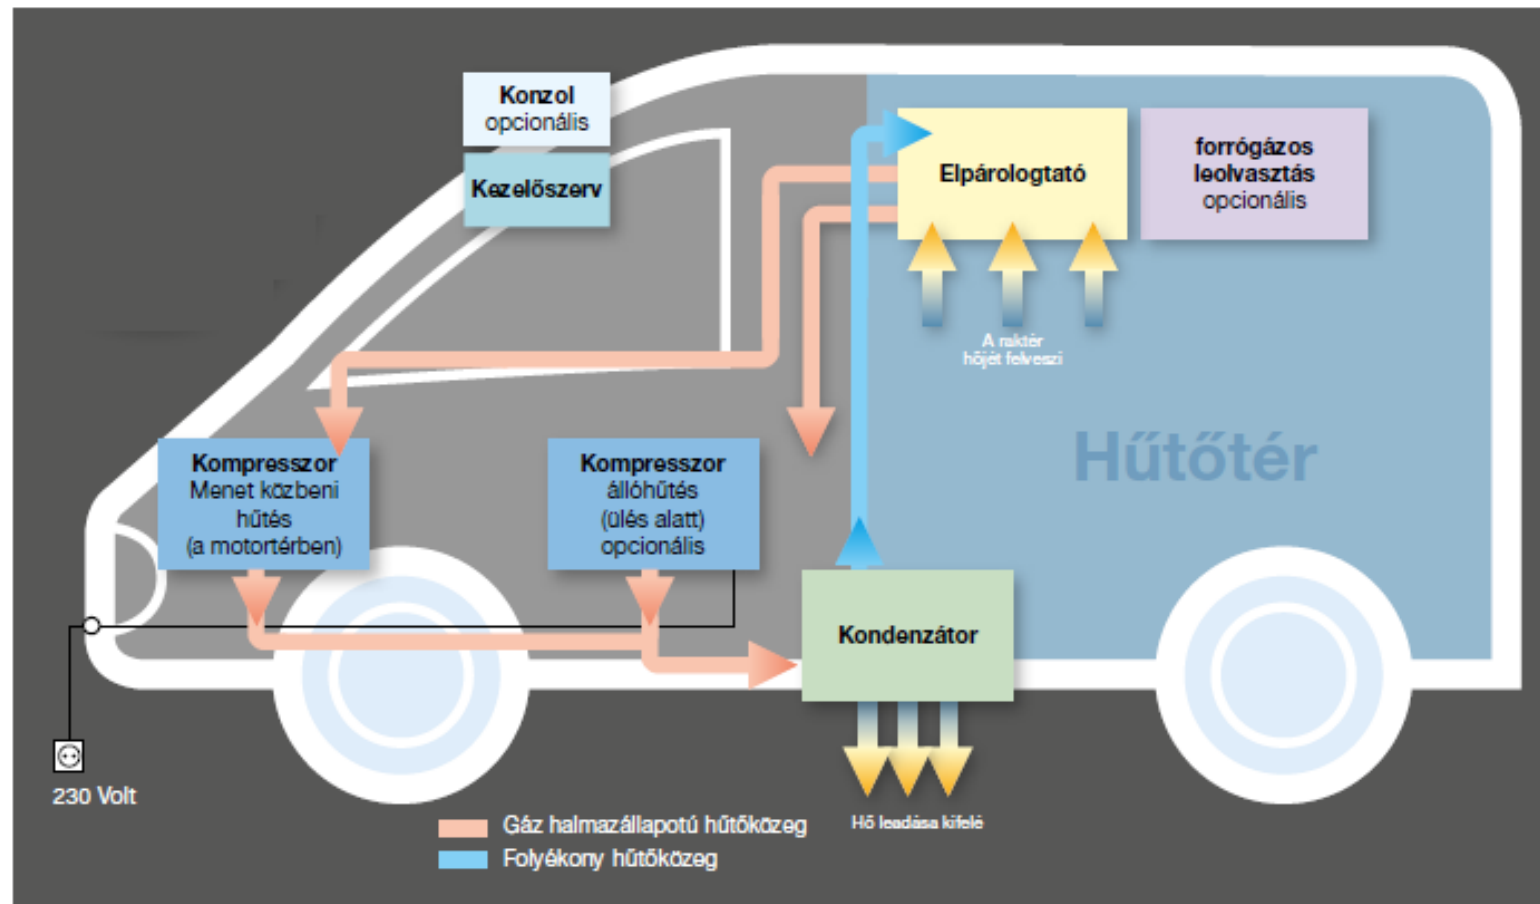 Konzol
opcionális
Kezelőszerv
Elpárologtató
forrógázos
leolvasztás
opcionális
A raktér
hőjét felveszi
Hűtőtér
Kompresszor
Menet közbeni
hűtés
(a motortérben)
Kompresszor
állóhűtés
(ülés alatt)
opcionális
Kondenzátor
230 Volt
Hő leadása kifelé
Gáz halmazállapotú hűtőközeg
Folyékony hűtőközeg